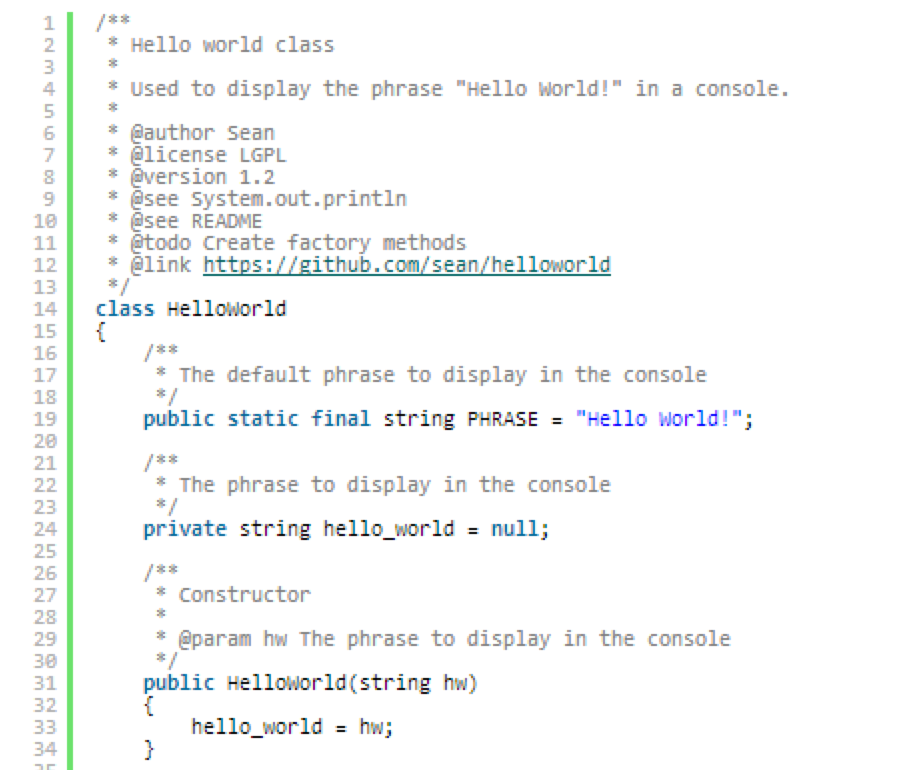 1 /**
2  * Hello world class
3  *
4  * Used to display the phrase "Hello World!" in a console.
5  *
6  * @author Sean
7  * @license LGPL
8  * @version 1.2
9  * @see System.out.println
10  * @see README
11  * @todo Create factory methods
12  * @link https://github.com/sean/helloworld
13  */
14 class HelloWorld
15 {
16     /**
17      * The default phrase to display in the console
18      */
19     public static final string PHRASE = "Hello World!";
20
21     /**
22      * The phrase to display in the console
23      */
24     private string hello_world = null;
25
26     /**
27      * Constructor
28      *
29      * @param hw The phrase to display in the console
30      */
31     public HelloWorld(string hw)
32     {
33         hello_world = hw;
34     }